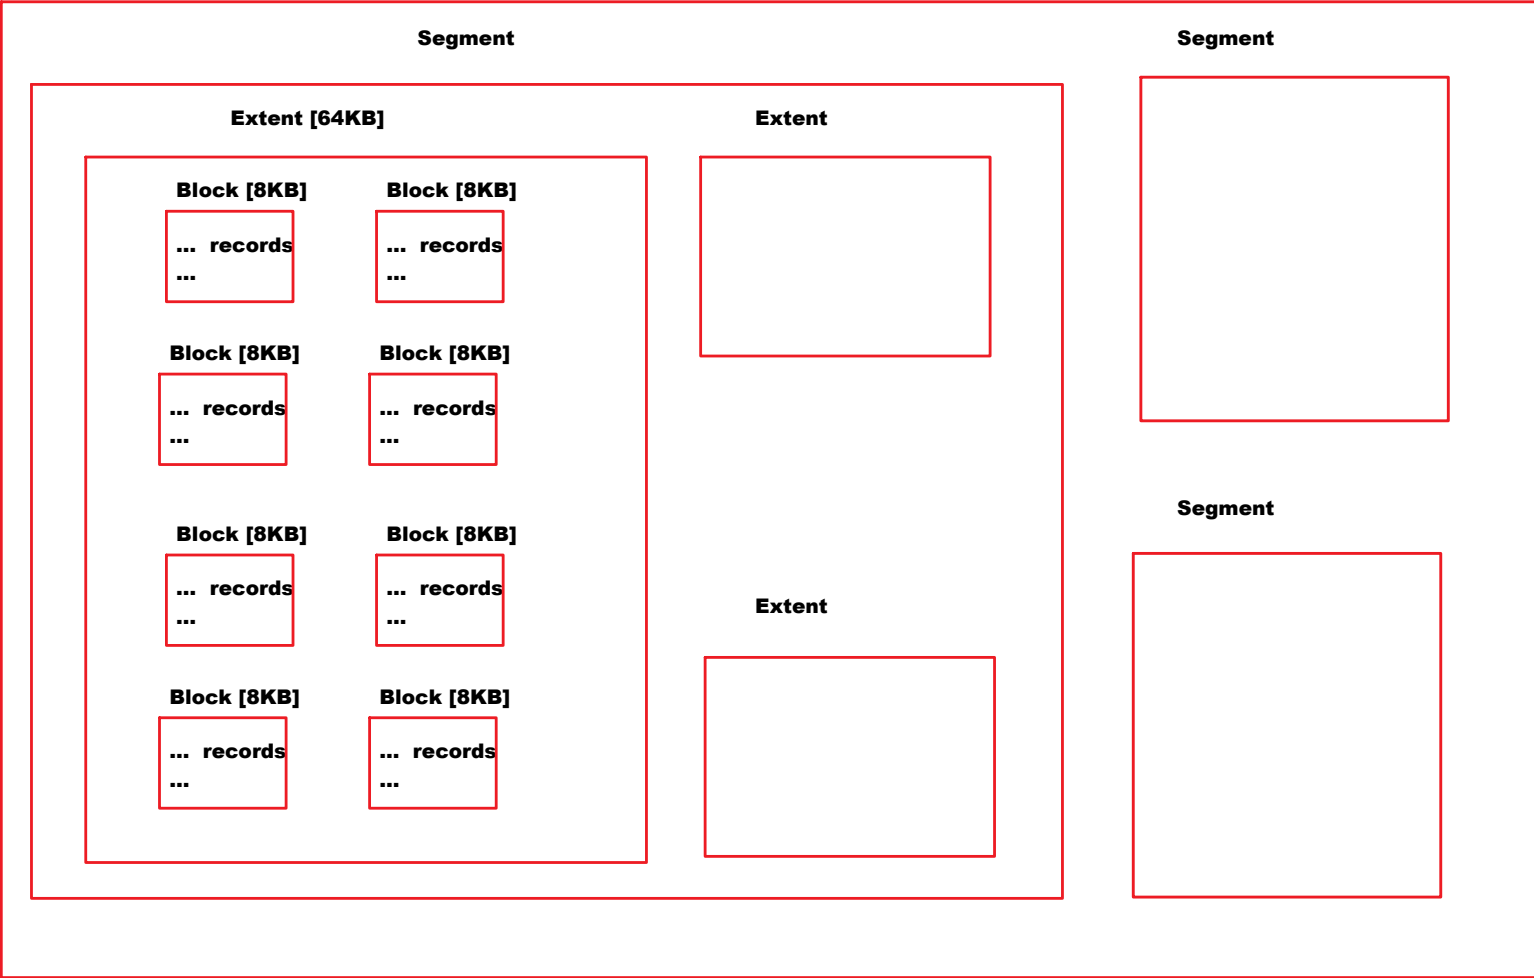 Segment
Segment
Extent [64KB]
Extent
Block [8KB]
Block [8KB]
... records
...
... records
...
Block [8KB]
Block [8KB]
... records
...
... records
...
Segment
Block [8KB]
Block [8KB]
... records
...
... records
...
Extent
Block [8KB]
Block [8KB]
... records
...
... records
...